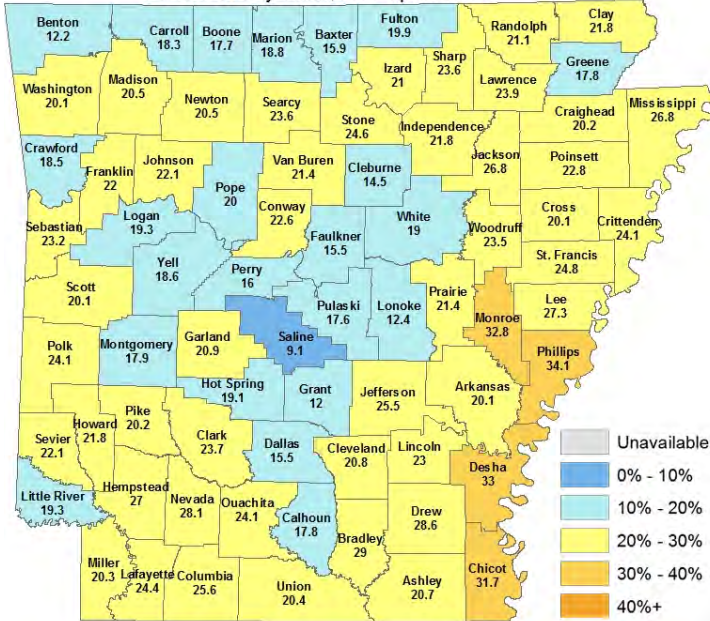 Benton
12.2
Carroll
18.3
Boone
17.7
Marion
18.8
Baxter
15.9
Fulton
19.9
Randolph
21.1
Clay
21.8
Greene
17.8
Washington
20.1
Madison
20.5
Newton
20.5
Searcy
23.6
Stone
24.6
Izard
21
Sharp
23.6
Lawrence
23.9
Independence
21.8
Craighead
20.2
Mississippi
26.8
Crawford
18.5
Franklin
22
Johnson
22.1
Pope
20
Van Buren
21.4
Cleburne
14.5
Jackson
26.8
Poinsett
22.8
Sebastian
23.2
Logan
19.3
Conway
22.6
Faulkner
15.5
White
19
Woodruff
23.5
Cross
20.1
Crittenden
24.1
St. Francis
24.8
Scott
20.1
Yell
18.6
Perry
16
Pulaski
17.6
Lonoke
12.4
Prairie
21.4
Monroe
32.8
Lee
27.3
Phillips
34.1
Polk
24.1
Montgomery
17.9
Garland
20.9
Saline
9.1
Hot Spring
19.1
Grant
12
Jefferson
25.5
Arkansas
20.1
Sevier
22.1
Howard
21.8
Pike
20.2
Clark
23.7
Dallas
15.5
Cleveland
20.8
Lincoln
23
Desha
33
Little River
19.3
Hempstead
27
Nevada
28.1
Ouachita
24.1
Calhoun
17.8
Bradley
29
Drew
28.6
Chicot
31.7
Miller
20.3
Lafayette
24.4
Columbia
25.6
Union
20.4
Ashley
20.7
Unavailable
0% - 10%
10% - 20%
20% - 30%
30% - 40%
40%+